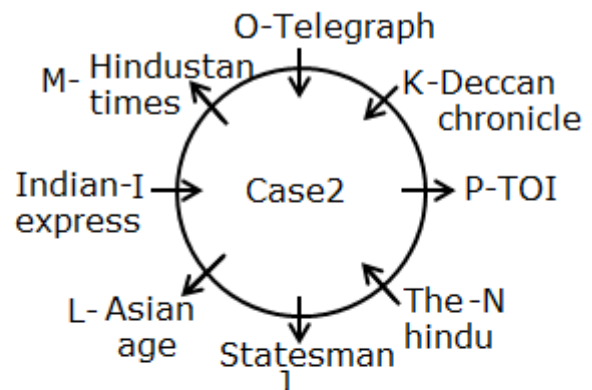 O-Telegraph
M- Hindustan
times
K-Deccan
chronicle
Indian-I
express
Case2
P-TOI
L- Asian
age
The -N
hindu
Statesman